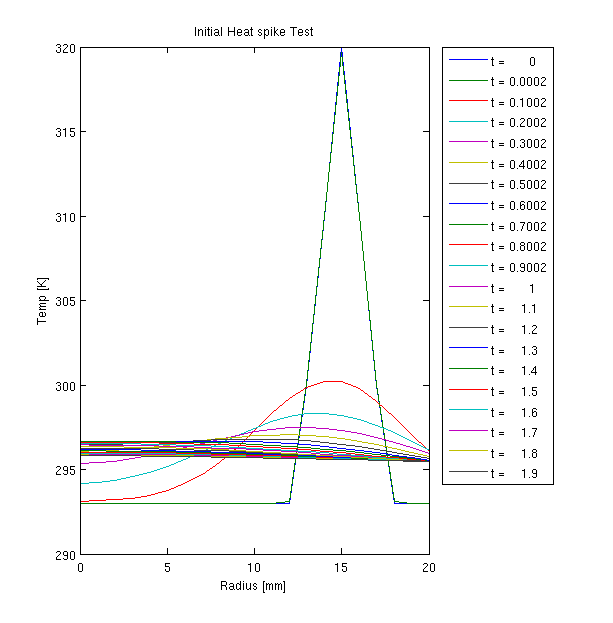 Initial Heat spike Test
320
315
310
305
300
295
290
0
5
10
15
20
Temp [K]
Radius [mm]
t = 0
t = 0.0002
t = 0.1002
t = 0.2002
t = 0.3002
t = 0.4002
t = 0.5002
t = 0.6002
t = 0.7002
t = 0.8002
t = 0.9002
t = 1
t = 1.1
t = 1.2
t = 1.3
t = 1.4
t = 1.5
t = 1.6
t = 1.7
t = 1.8
t = 1.9